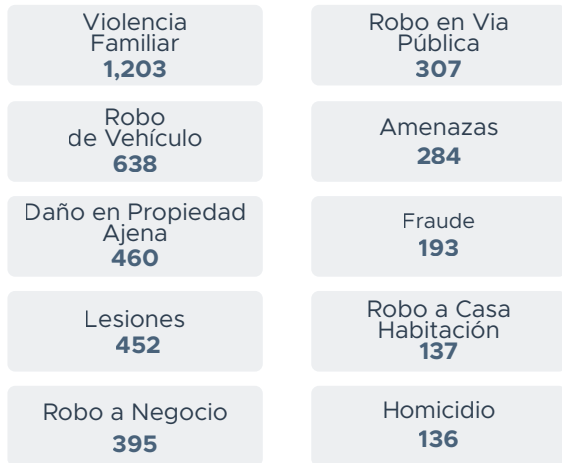 Violencia
Familiar
1,203
Robo
de Vehículo
638
Daño en Propiedad
Ajena
460
Lesiones
452
Robo a Negocio
395
Robo en Via
Pública
307
Amenazas
284
Fraude
193
Robo a Casa
Habitación
137
Homicidio
136